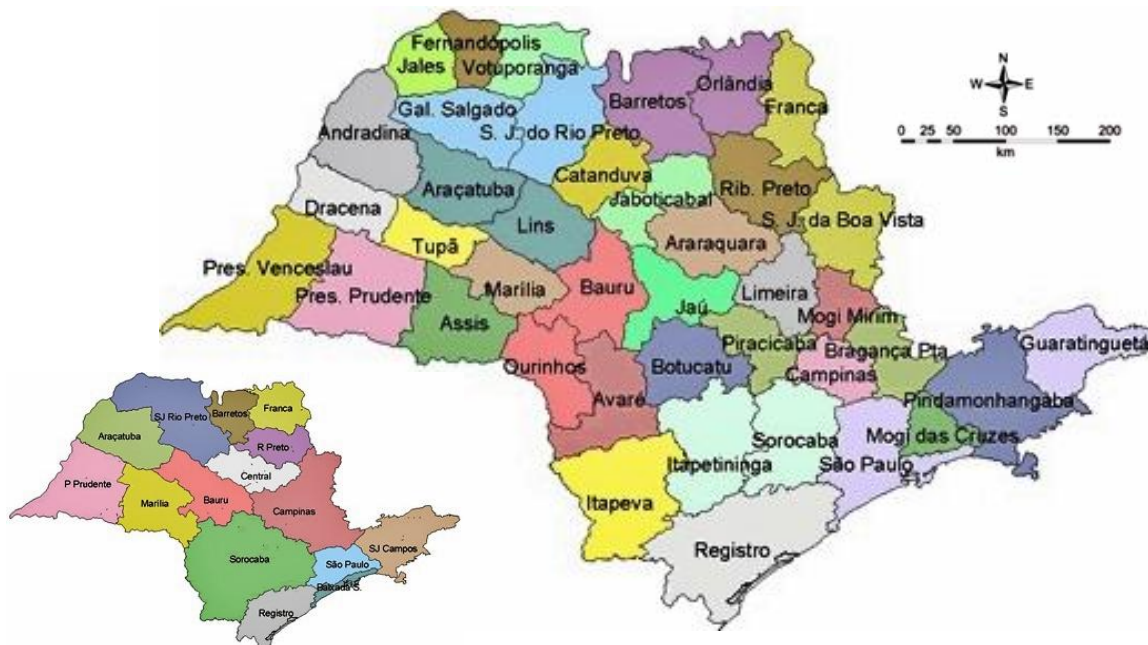 Fernandópolis
Jales
Votuporanga
Gal. Salgado
S. J. do Rio Preto
Andradina
Barretos
Orlândia
Franca
N
W E
S
0 25 50 100 150 200
km
Araçatuba
Catanduva
Jaboticabal
Rib. Preto
Dracena
Lins
S. J. da Boa Vista
Tupã
Araraquara
Pres. Venceslau
Pres. Prudente
Marília
Bauru
Jaú
Limeira
Mogi Mirim
Assis
Piracicaba
Bragança Pta
Guaratinguetá
Ourinhos
Botucatu
Campinas
Avaré
Pindamonhangaba
Sorocaba
Mogi das Cruzes
Itapetininga
São Paulo
Itapeva
Registro
SJ Rio Preto
Barretos
Franca
Araçatuba
R Preto
Central
P Prudente
Marília
Bauru
Campinas
Sorocaba
São Paulo
SJ Campos
Baixada S.
Registro